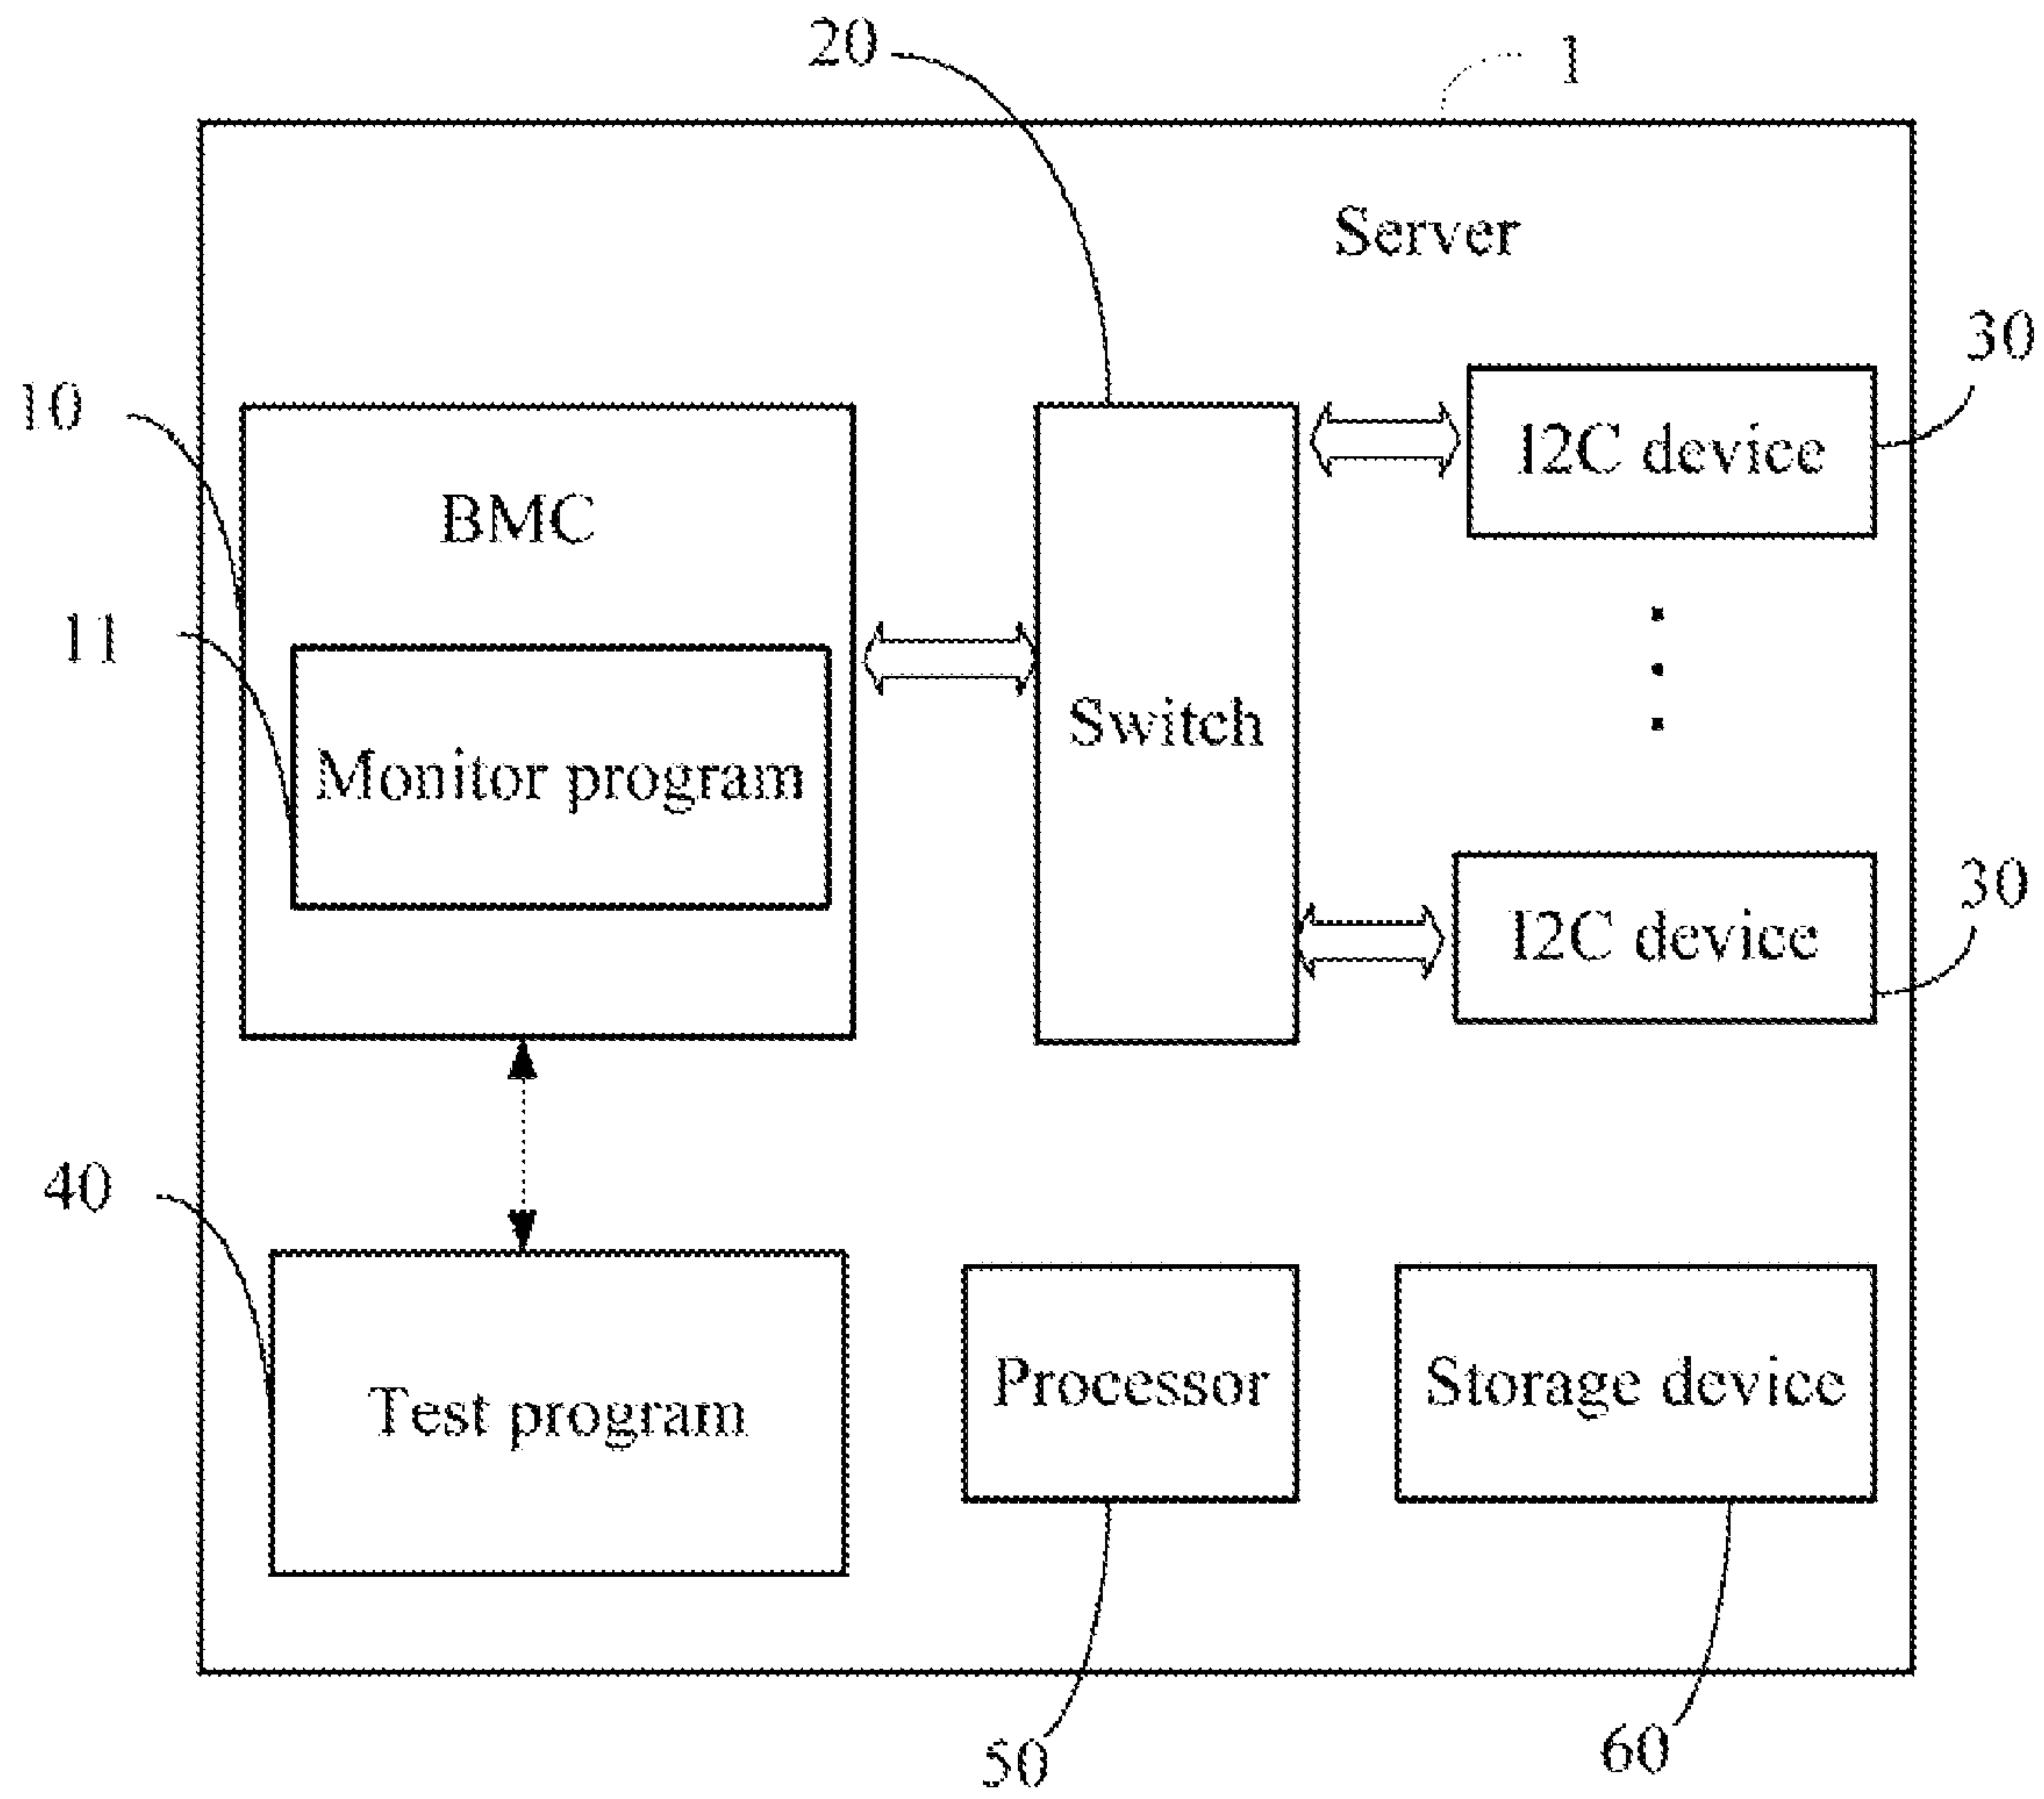 20
1
Server
30
10
I2C device
BMC
11
Switch
Monitor program
30
I2C device
40
Processor
Storage device
Test program
50
60